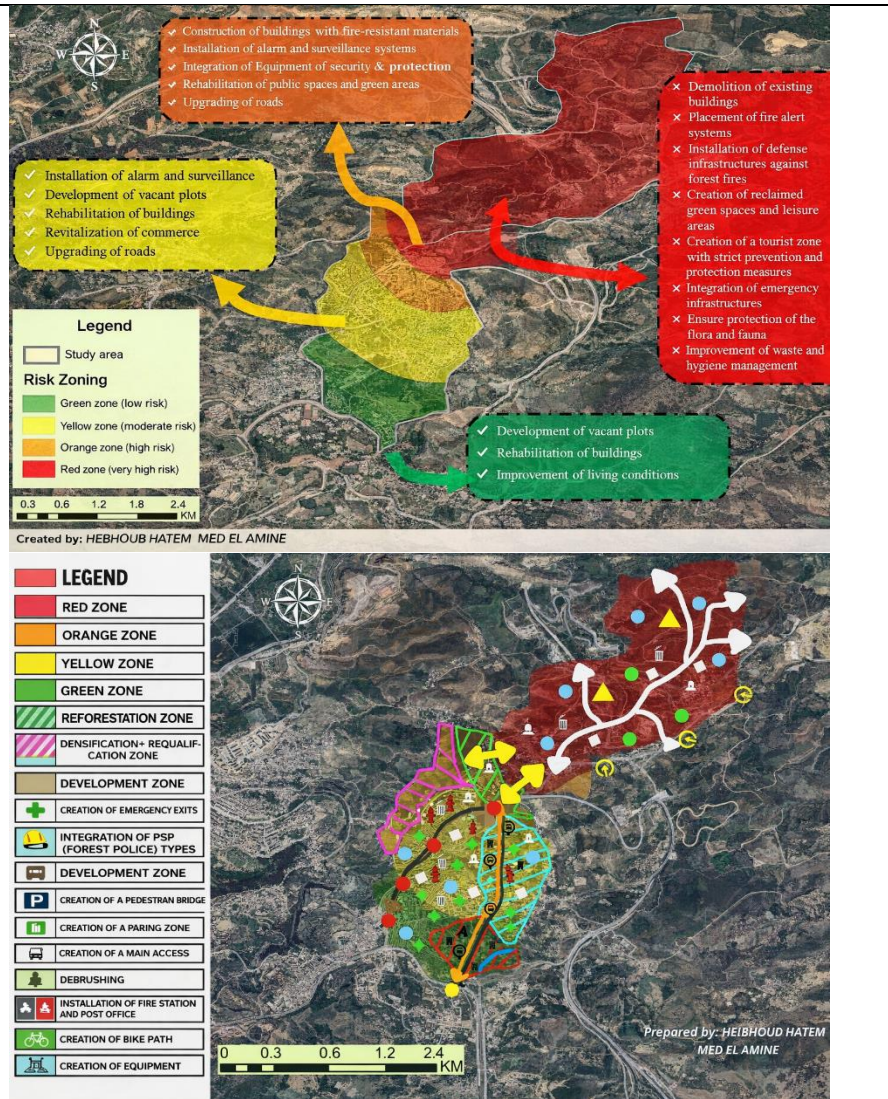 N
W
E
S
✓ Construction of buildings with fire-resistant materials
✓ Installation of alarm and surveillance systems
✓ Integration of Equipment of security & protection
✓ Rehabilitation of public spaces and green areas
✓ Upgrading of roads
✓ Installation of alarm and surveillance
✓ Development of vacant plots
✓ Rehabilitation of buildings
✓ Revitalization of commerce
✓ Upgrading of roads
× Demolition of existing
buildings
× Placement of fire alert
systems
× Installation of defense
infrastructures against
forest fires
× Creation of reclaimed
green spaces and leisure
areas
× Creation of a tourist zone
with strict prevention and
protection measures
× Integration of emergency
infrastructures
× Ensure protection of the
flora and fauna
× Improvement of waste and
hygiene management
✓ Development of vacant plots
✓ Rehabilitation of buildings
✓ Improvement of living conditions
Legend
Study area
Risk Zoning
Green zone (low risk)
Yellow zone (moderate risk)
Orange zone (high risk)
Red zone (very high risk)
0.3 0.6 1.2 1.8 2.4
KM
Created by: HEBHOUB HATEM MED EL AMINE
LEGEND
RED ZONE
ORANGE ZONE
YELLOW ZONE
GREEN ZONE
REFORESTATION ZONE
DENSIFICATION+ REQUALIF-
CATION ZONE
DEVELOPMENT ZONE
CREATION OF EMERGENCY EXITS
INTEGRATION OF PSP
(FOREST POLICE) TYPES
DEVELOPMENT ZONE
P CREATION OF A PEDESTRAN BRIDGE
CREATION OF A PARING ZONE
CREATION OF A MAIN ACCESS
DEBRUSHING
INSTALLATION OF FIRE STATION
AND POST OFFICE
CREATION OF BIKE PATH
CREATION OF EQUIPMENT
N
W
E
S
A
0 0.3 0.6 1.2 1.2 2.4
KM
Prepared by: HEIBHOUD HATEM
MED EL AMINE